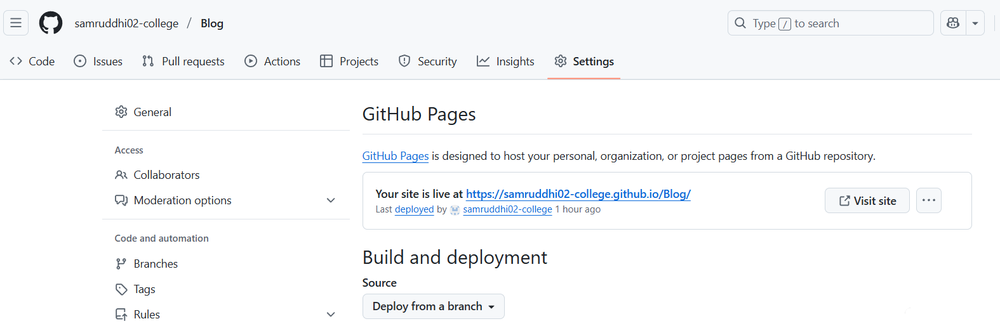 samruddhi02-college / Blog
Type / to search
Code Issues Pull requests Actions Projects Security Insights Settings
General
Access
Collaborators
Moderation options
Code and automation
Branches
Tags
Rules
GitHub Pages
GitHub Pages is designed to host your personal, organization, or project pages from a GitHub repository.
Your site is live at https://samruddhi02-college.github.io/Blog/
Last deployed by samruddhi02-college 1 hour ago
Visit site
Build and deployment
Source
Deploy from a branch